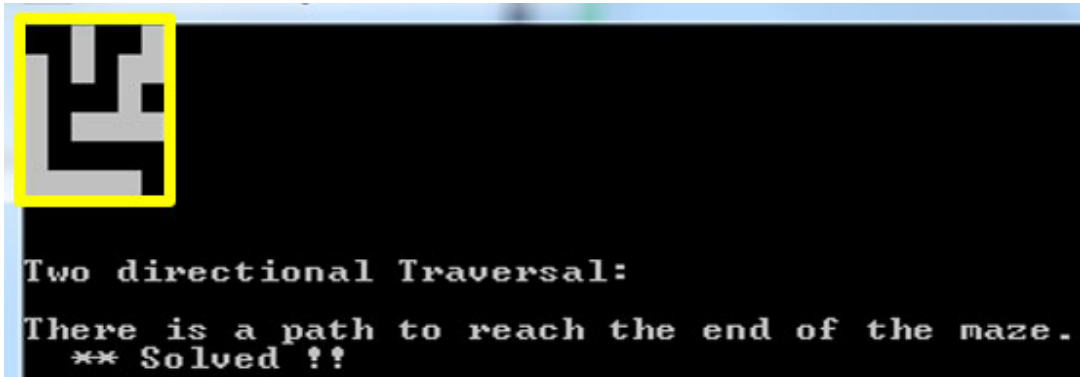 Two directional Traversal:
There is a path to reach the end of the maze.
** Solved !!